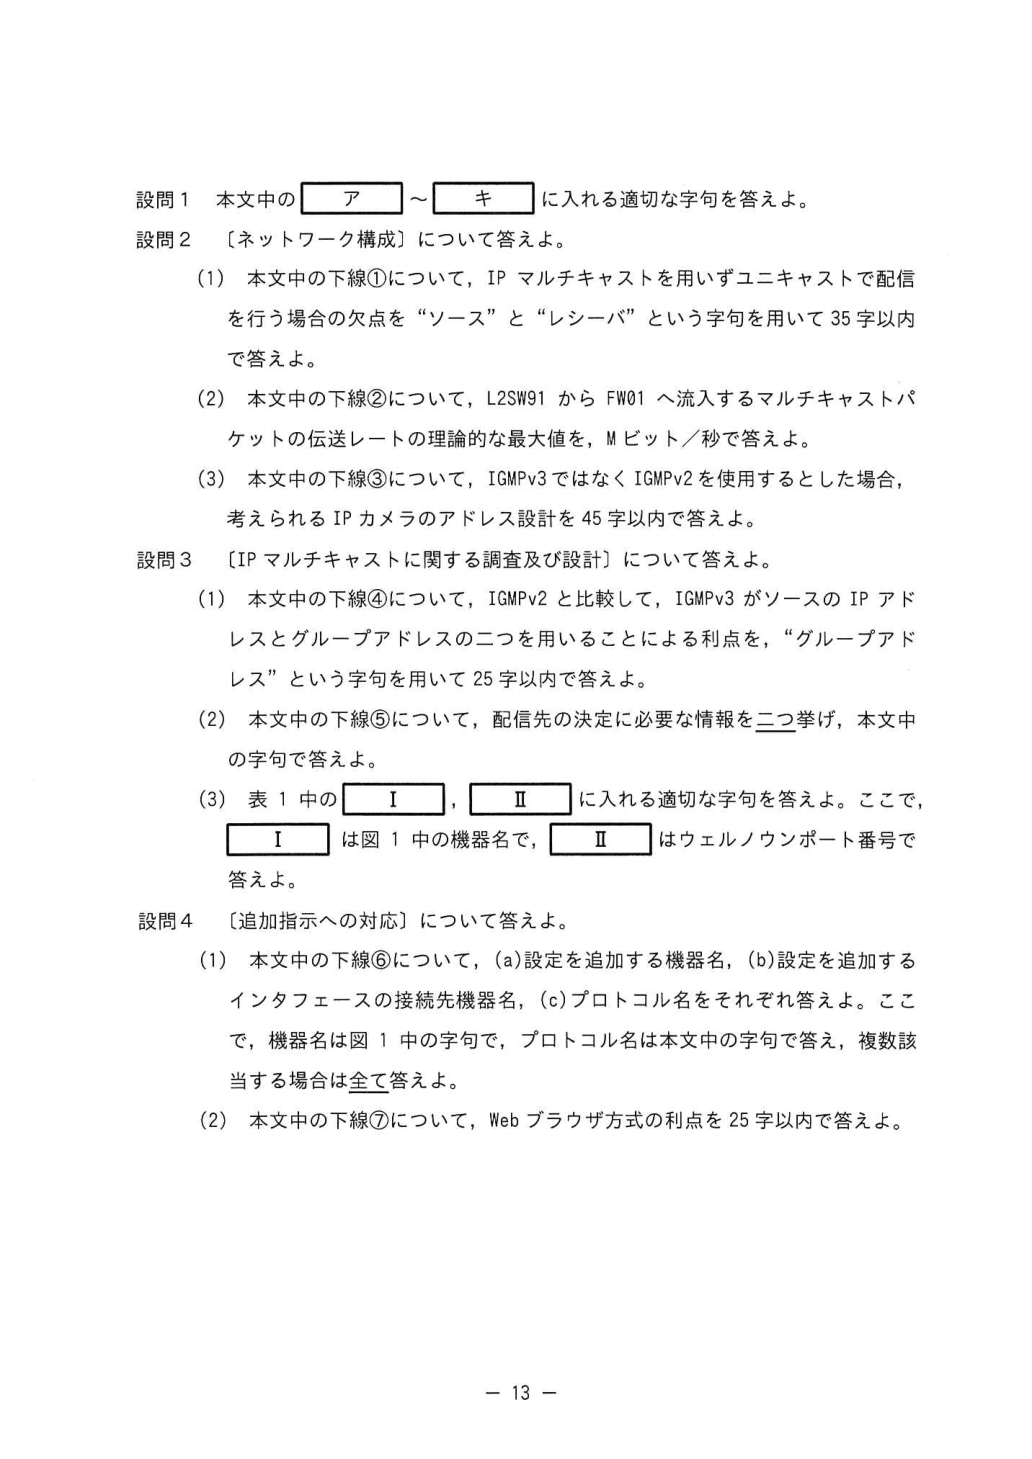 設問1 本文中の ア ～ キ に入れる適切な字句を答えよ。
設問2 〔ネットワーク構成〕について答えよ。
(1) 本文中の下線①について，IP マルチキャストを用いずユニキャストで配信
を行う場合の欠点を“ソース”と“レシーバ”という字句を用いて 35 字以内
で答えよ。
(2) 本文中の下線②について，L2SW91 から FW01 へ流入するマルチキャストパ
ケットの伝送レートの理論的な最大値を，M ビット／秒で答えよ。
(3) 本文中の下線③について，IGMPv3 ではなく IGMPv2 を使用するとした場合，
考えられる IP カメラのアドレス設計を 45 字以内で答えよ。
設問3 〔IP マルチキャストに関する調査及び設計〕について答えよ。
(1) 本文中の下線④について，IGMPv2 と比較して，IGMPv3 がソースの IP アド
レスとグループアドレスの二つを用いることによる利点を，“グループアド
レス”という字句を用いて 25 字以内で答えよ。
(2) 本文中の下線⑤について，配信先の決定に必要な情報を二つ挙げ，本文中
の字句で答えよ。
(3) 表 1 中の Ⅰ ， Ⅱ に入れる適切な字句を答えよ。ここで，
Ⅰ は図 1 中の機器名で， Ⅱ はウェルノウンポート番号で
答えよ。
設問4 〔追加指示への対応〕について答えよ。
(1) 本文中の下線⑥について，(a)設定を追加する機器名，(b)設定を追加する
インタフェースの接続先機器名，(c)プロトコル名をそれぞれ答えよ。ここ
で，機器名は図 1 中の字句で，プロトコル名は本文中の字句で答え，複数該
当する場合は全て答えよ。
(2) 本文中の下線⑦について，Web ブラウザ方式の利点を 25 字以内で答えよ。
－ 13 －